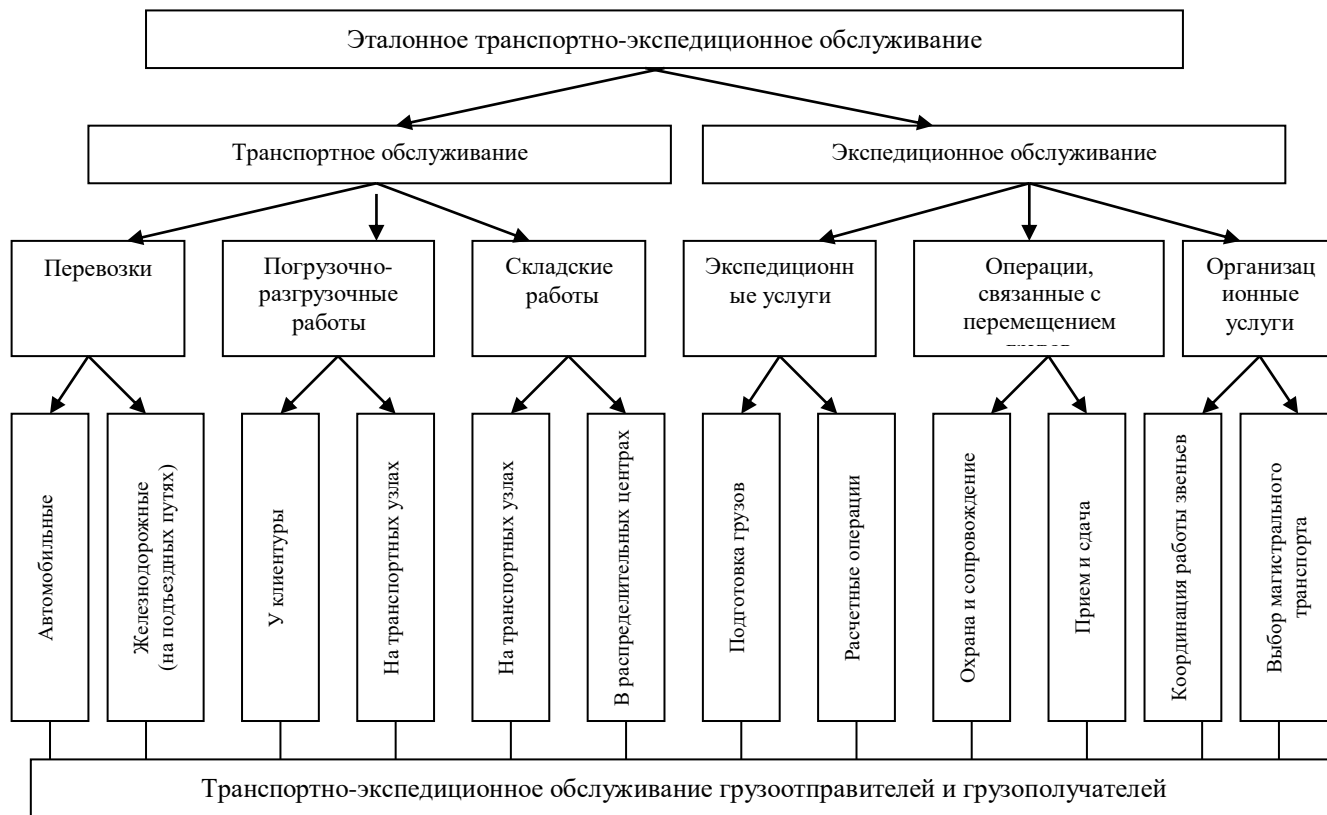 Эталонное транспортно-экспедиционное обслуживание
Транспортное обслуживание
Экспедиционное обслуживание
Перевозки
Погрузочно-
разгрузочные
работы
Складские
работы
Экспедиционн
ые услуги
Операции,
связанные с
перемещением
Организац
ионные
услуги
Автомобильные
Железнодорожные
(на подъездных путях)
У клиентуры
На транспортных узлах
На транспортных узлах
В распределительных центрах
Подготовка грузов
Расчетные операции
Охрана и сопровождение
Прием и сдача
Координация работы звеньев
Выбор магистрального
транспорта
Транспортно-экспедиционное обслуживание грузоотправителей и грузополучателей